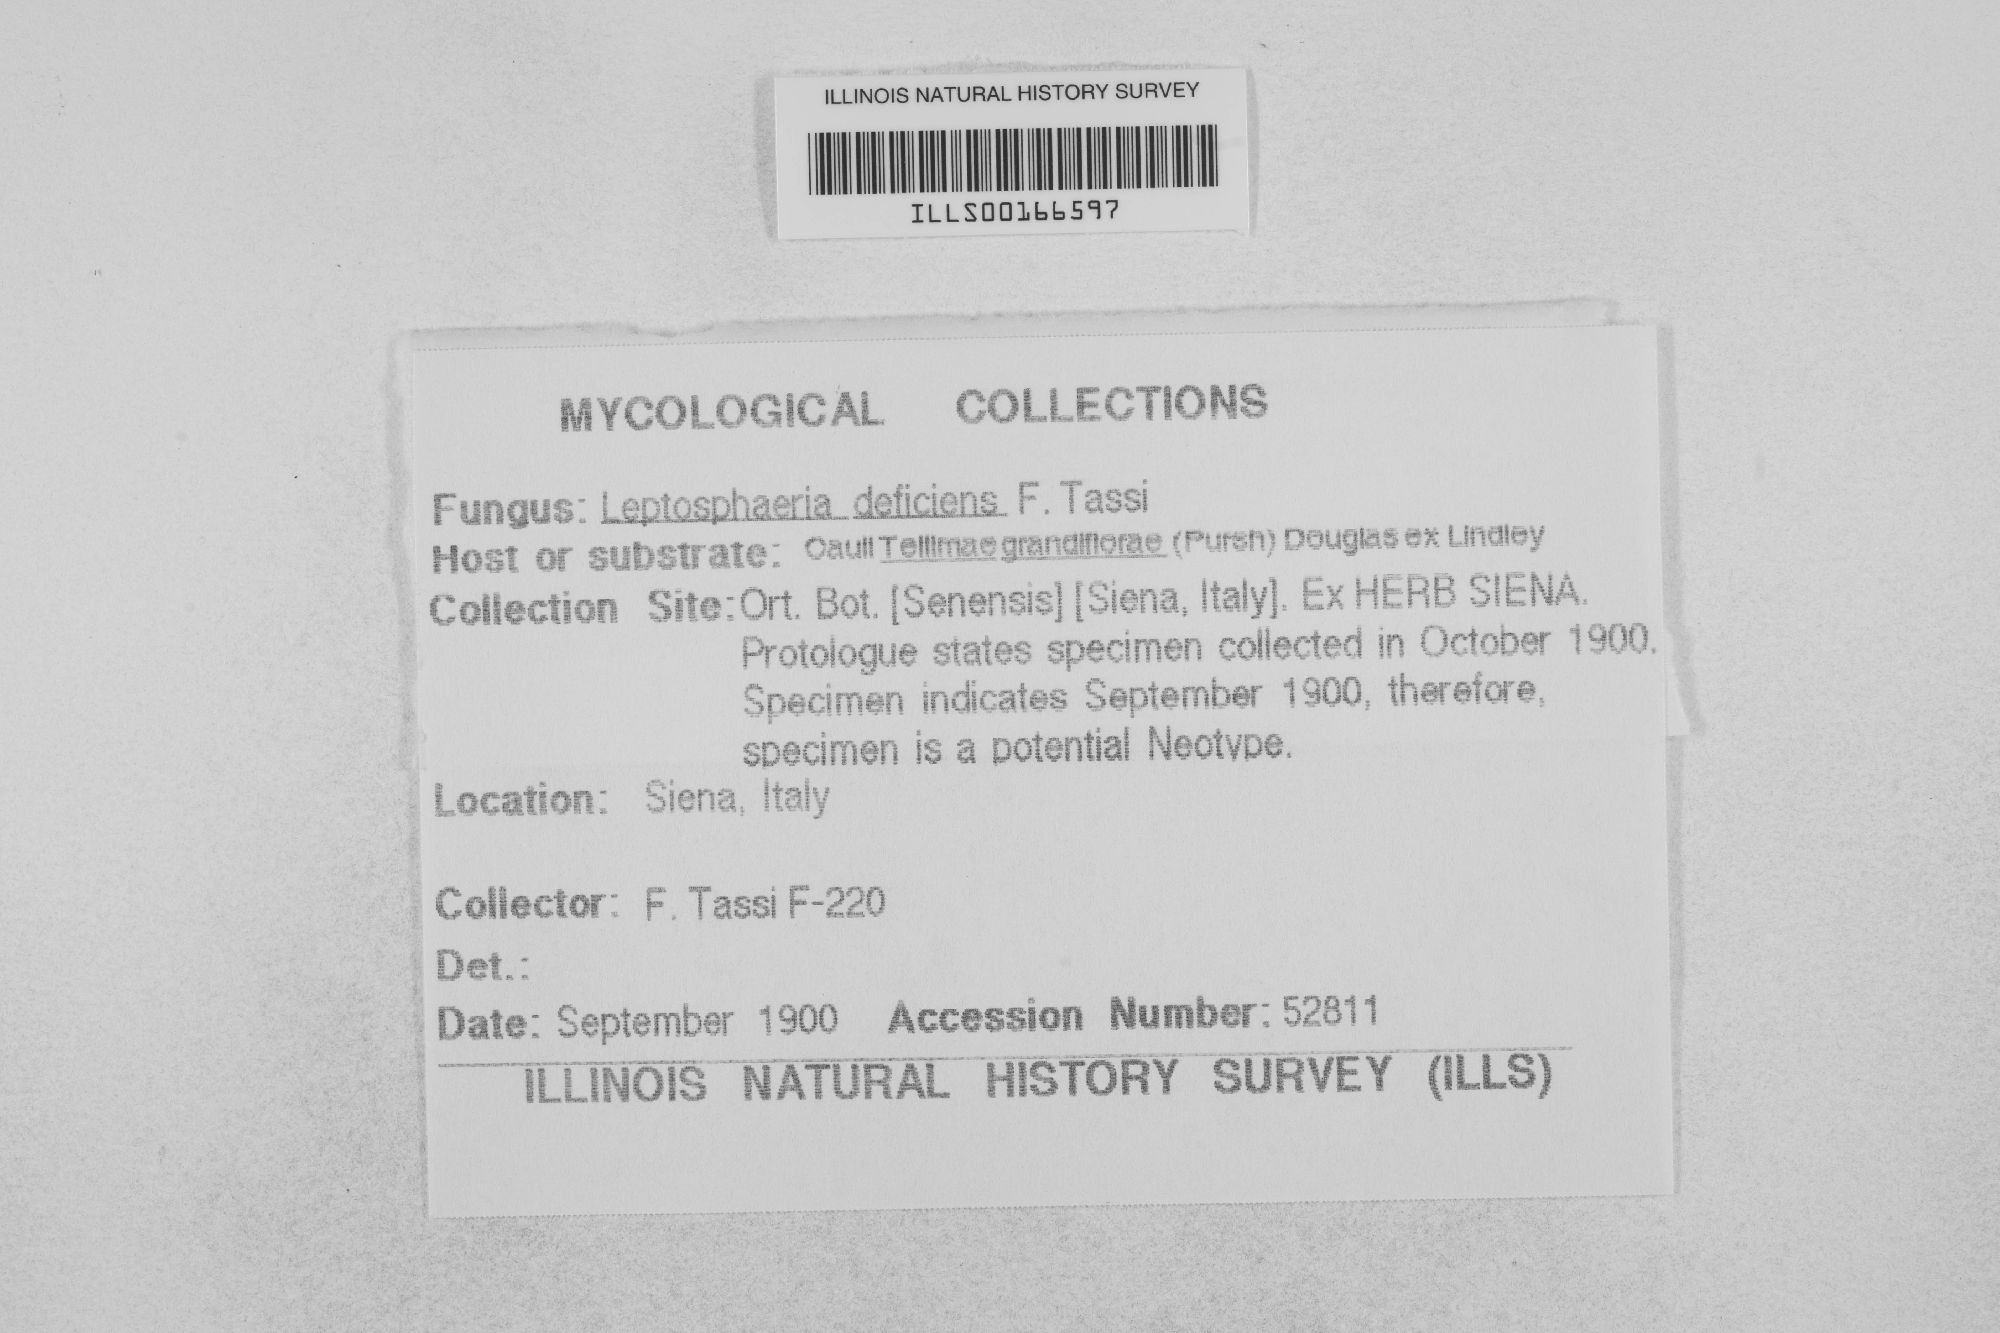 ILLINOIS NATURAL HISTORY SURVEY
ILLS00166597
MYCOLOGICAL COLLECTIONS
Fungus: Leptosphaeria deficiens F. Tassi
Host or substrate: Cauli Tellimae grandiflorae (Pursh) Douglas ex Lindley
Collection Site: Ort. Bot. [Senensis] [Siena, Italy]. Ex HERB SIENA.
Protologue states specimen collected in October 1900.
Specimen indicates September 1900, therefore,
specimen is a potential Neotype.
Location: Siena, Italy
Collector: F. Tassi F-220
Det.:
Date: September 1900 Accession Number: 52811
ILLINOIS NATURAL HISTORY SURVEY (ILLS)